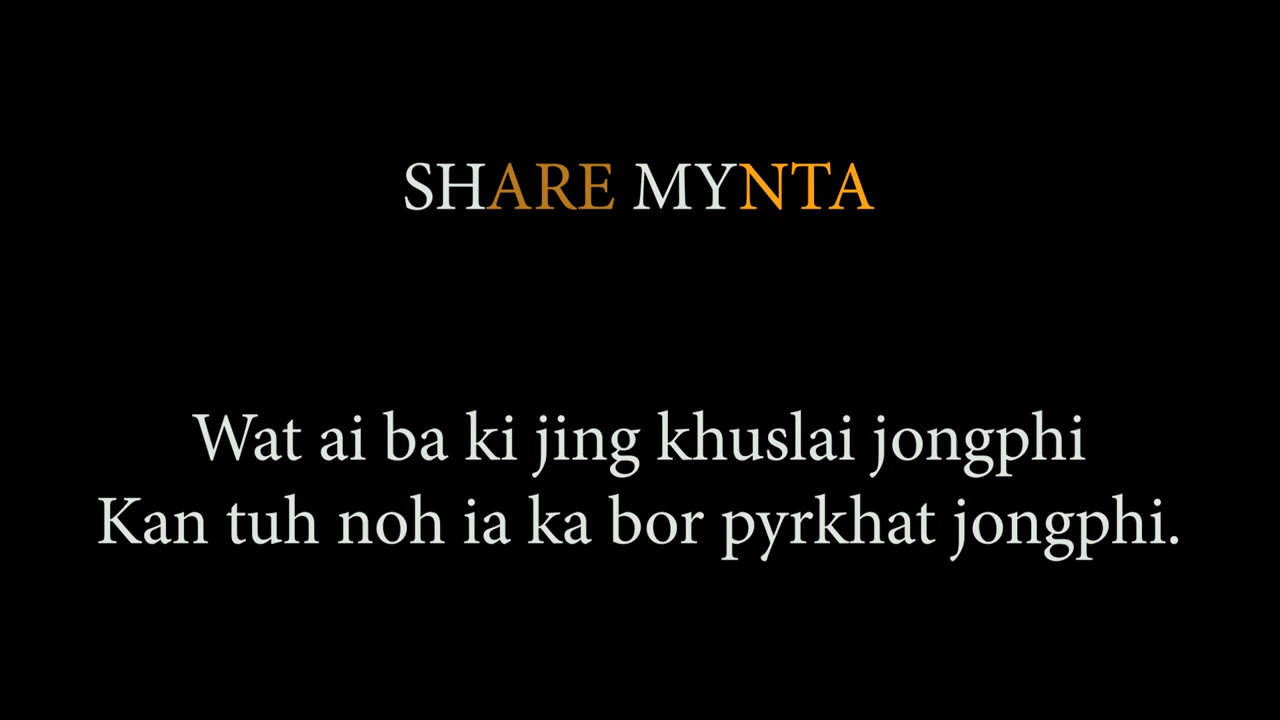 SHARE MYNTA
Wat ai ba ki jing khuslai jongphi
Kan tuh noh ia ka bor pyrkhat jongphi.